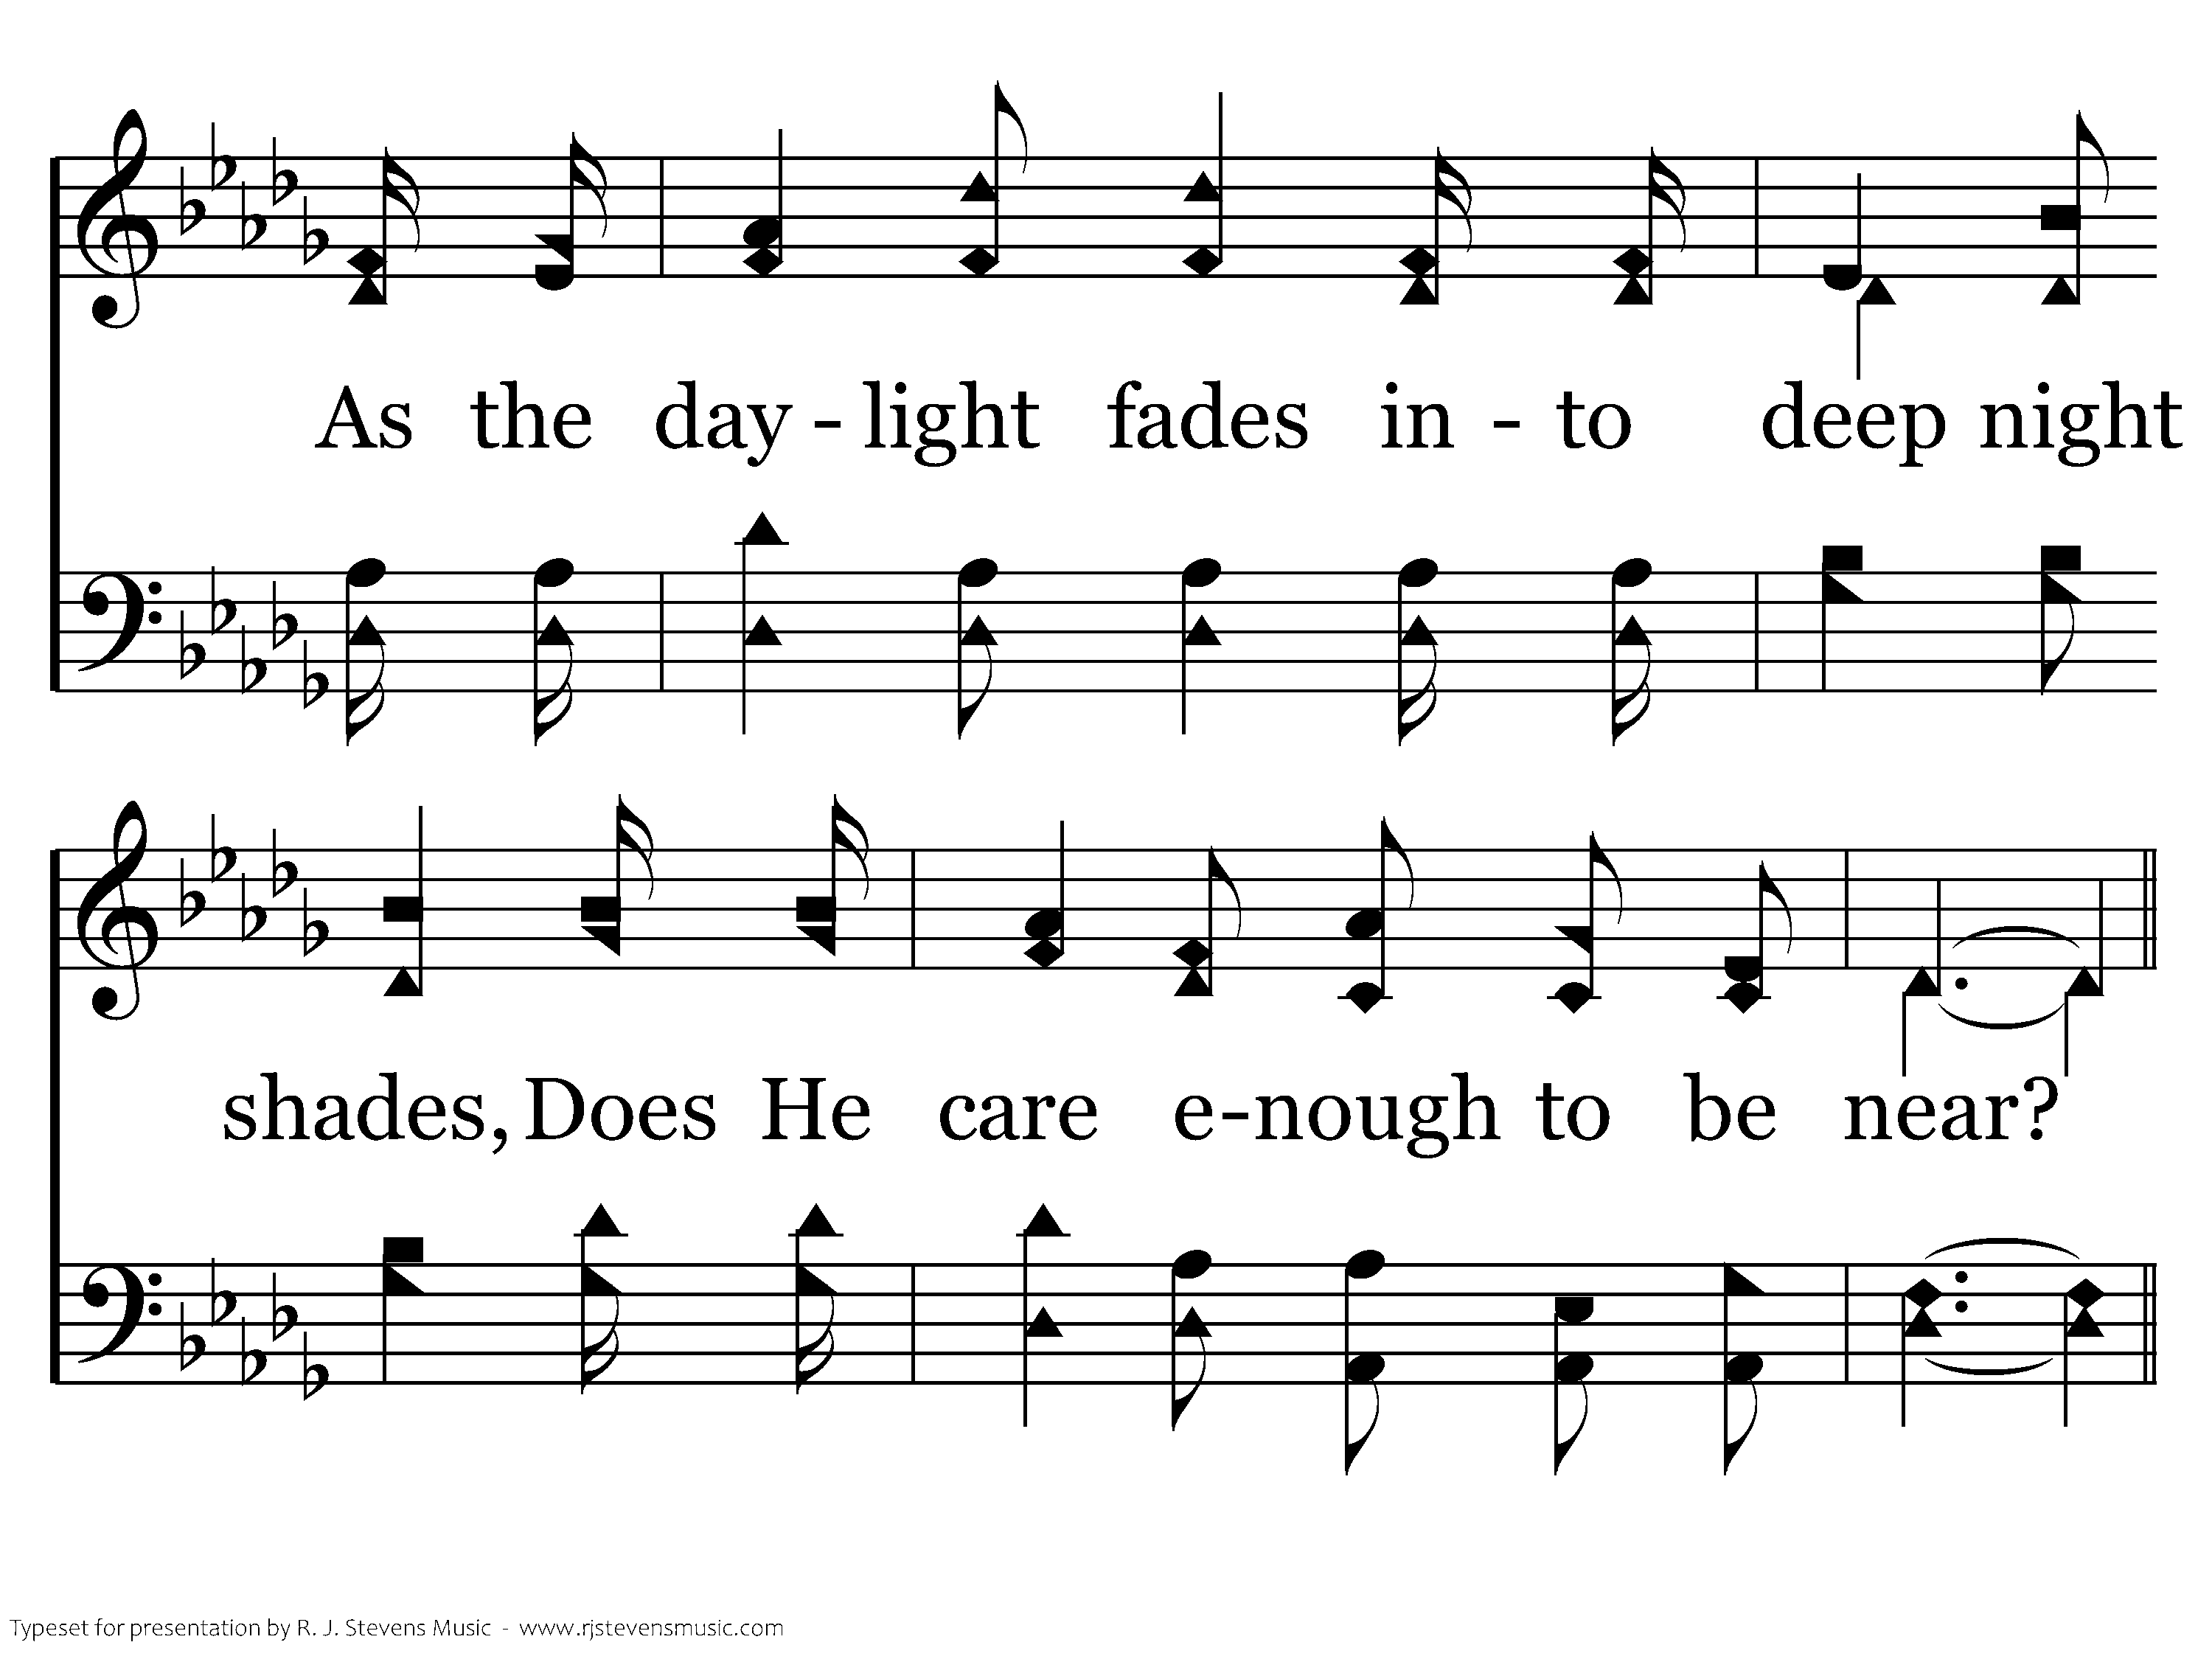 As the day - light fades in - to deep night
shades, Does He care e-nough to be near?
Typeset for presentation by R. J. Stevens Music - www.rjstevensmusic.com